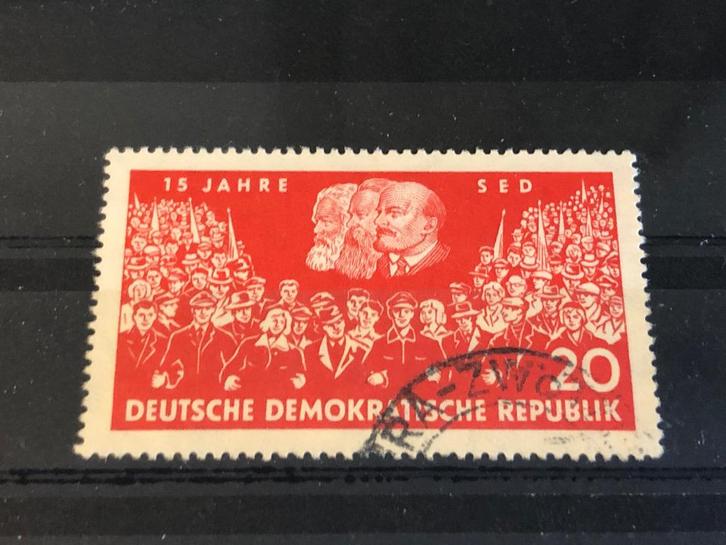 15 JAHRE SED
20
DEUTSCHE DEMOKRATISCHE REPUBLIK